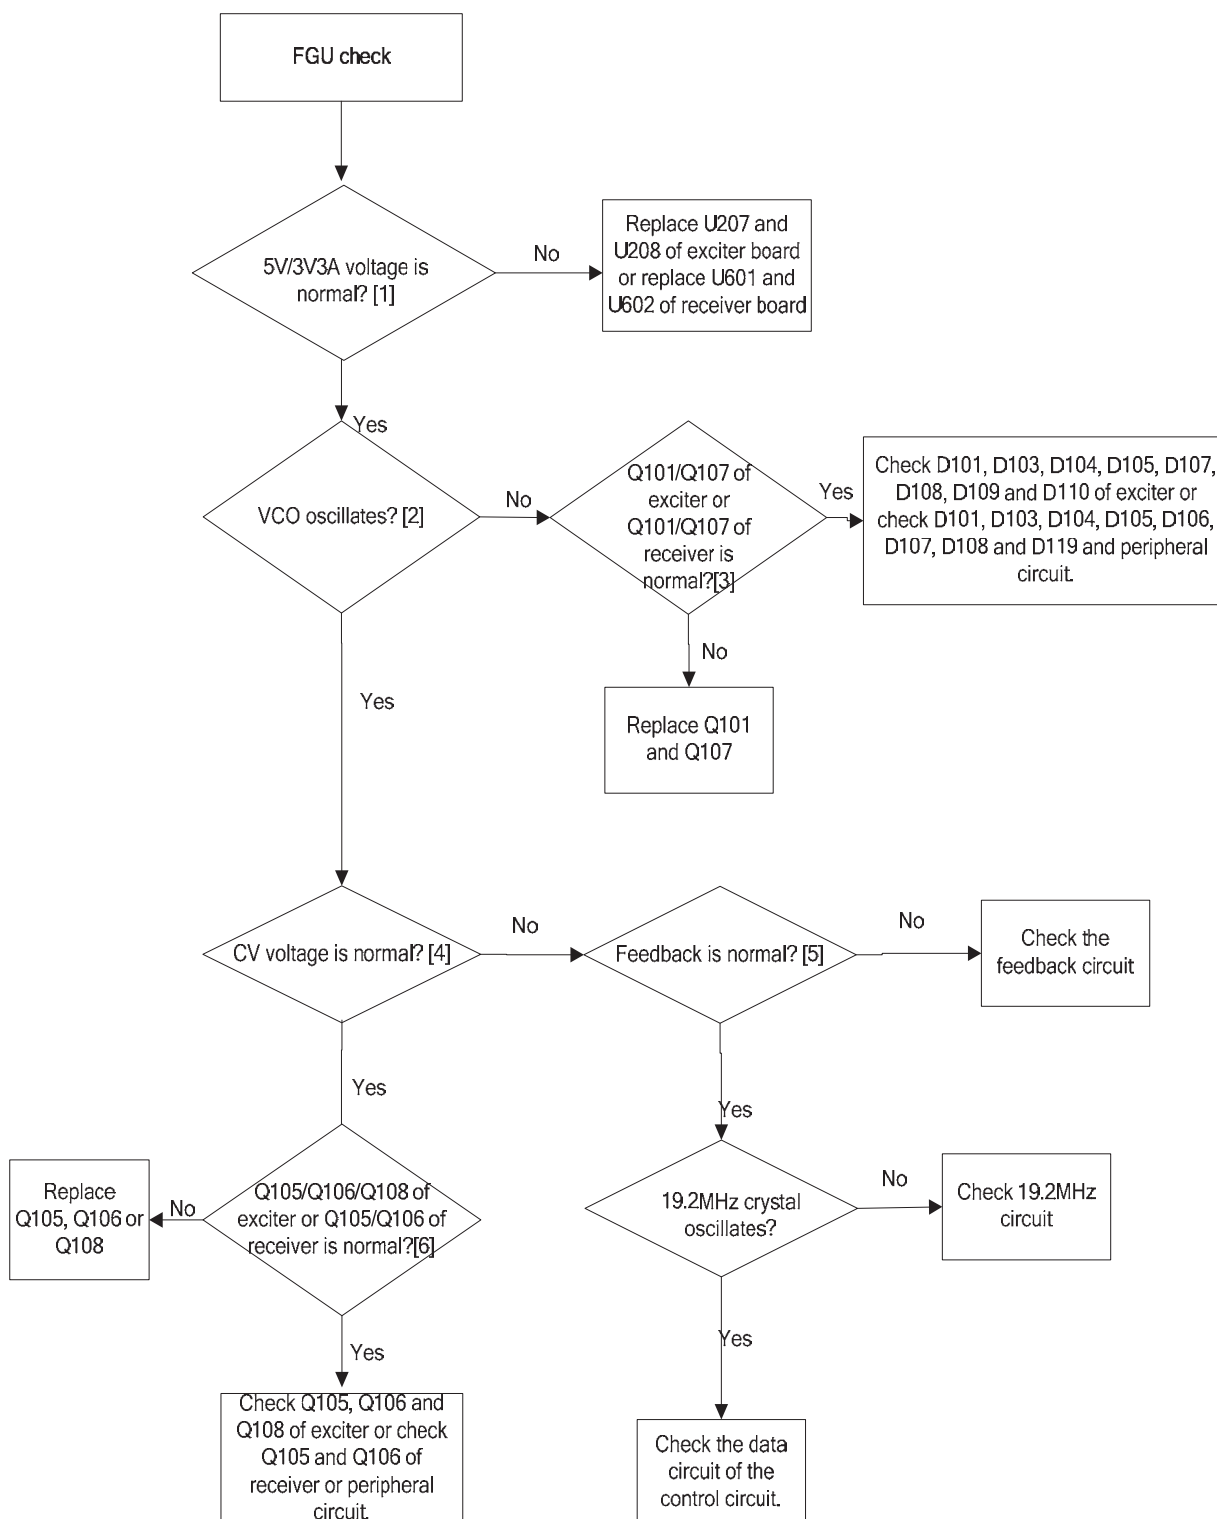 FGU check
5V/3V3A voltage is
normal? [1]
No
Replace U207 and
U208 of exciter board
or replace U601 and
U602 of receiver board
Yes
VCO oscillates? [2]
No
Q101/Q107 of
exciter or
Q101/Q107 of
receiver is
normal?[3]
Yes
Check D101, D103, D104, D105, D107,
D108, D109 and D110 of exciter or
check D101, D103, D104, D105, D106,
D107, D108 and D119 and peripheral
circuit.
No
Replace Q101
and Q107
Yes
CV voltage is normal? [4]
No
Feedback is normal? [5]
No
Check the
feedback circuit
Yes
Yes
Replace
Q105, Q106 or
Q108
No
Q105/Q106/Q108 of
exciter or Q105/Q106 of
receiver is normal?[6]
19.2MHz crystal
oscillates?
No
Check 19.2MHz
circuit
Yes
Yes
Check Q105, Q106 and
Q108 of exciter or check
Q105 and Q106 of
receiver or peripheral
circuit.
Check the data
circuit of the
control circuit.